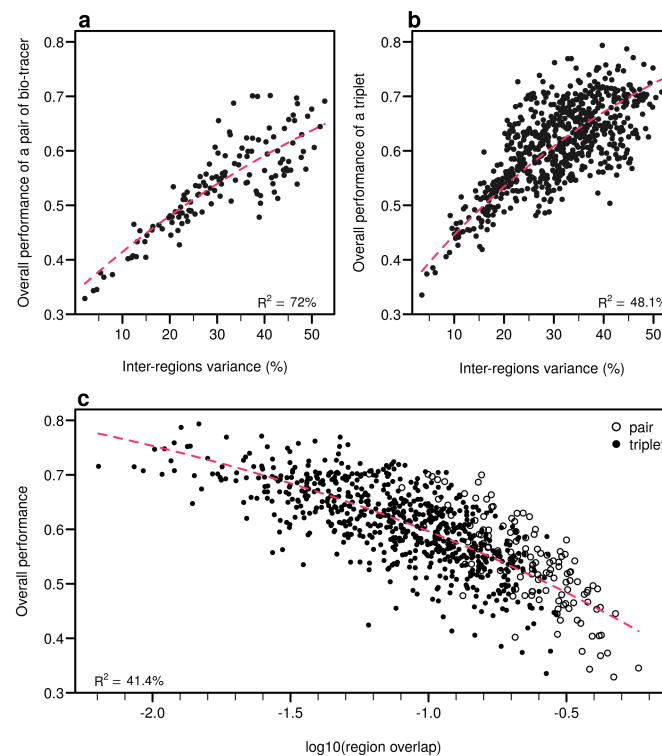 a
b
Overall performance of a pair of bio-tracer
0.8
0.7
0.6
0.5
0.4
0.3
R² = 72%
10 20 30 40 50
Inter-regions variance (%)
Overall performance of a triplet
0.8
0.7
0.6
0.5
0.4
0.3
R² = 48.1%
10 20 30 40 50
Inter-regions variance (%)
c
Overall performance
0.8
0.7
0.6
0.5
0.4
0.3
pair
triplet
R² = 41.4%
-2.0 -1.5 -1.0 -0.5
log10(region overlap)